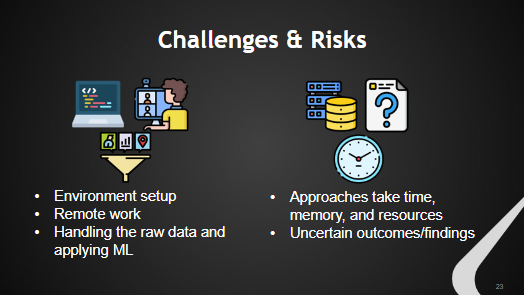 Challenges & Risks
</>
• Environment setup
• Remote work
• Handling the raw data and
applying ML
?
• Approaches take time,
memory, and resources
• Uncertain outcomes/findings
23